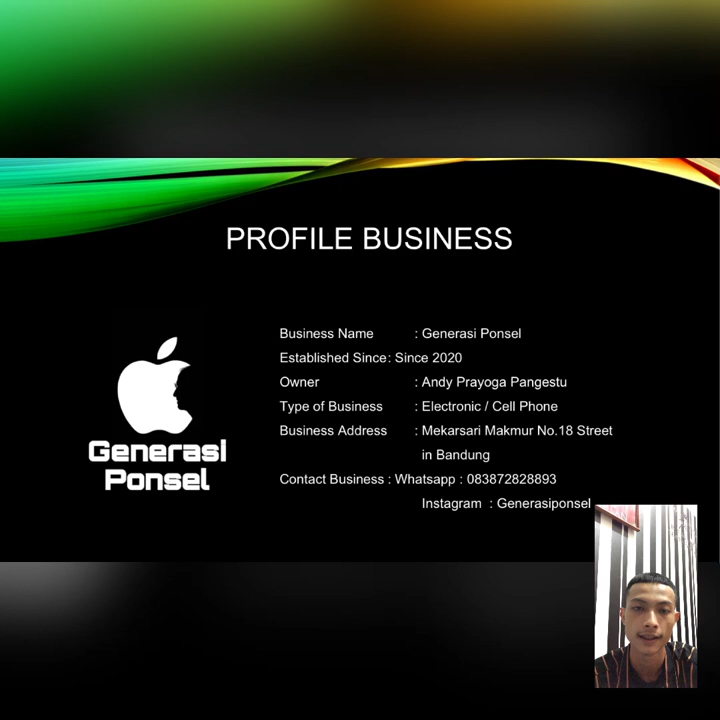 PROFILE BUSINESS
Business Name : Generasi Ponsel
Established Since : Since 2020
Owner : Andy Prayoga Pangestu
Type of Business : Electronic / Cell Phone
Business Address : Mekarsari Makmur No.18 Street
in Bandung
Contact Business : Whatsapp : 083872828893
Instagram : Generasiponsel
Generasi
Ponsel